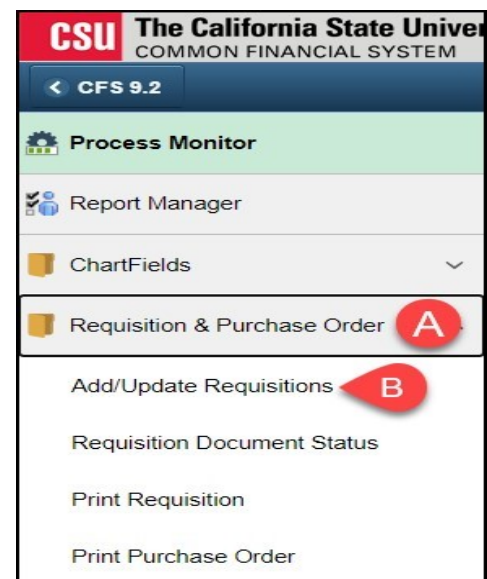 CSU The California State Univer
COMMON FINANCIAL SYSTEM
CFS 9.2
Process Monitor
Report Manager
ChartFields
Requisition & Purchase Order A
Add/Update Requisitions B
Requisition Document Status
Print Requisition
Print Purchase Order